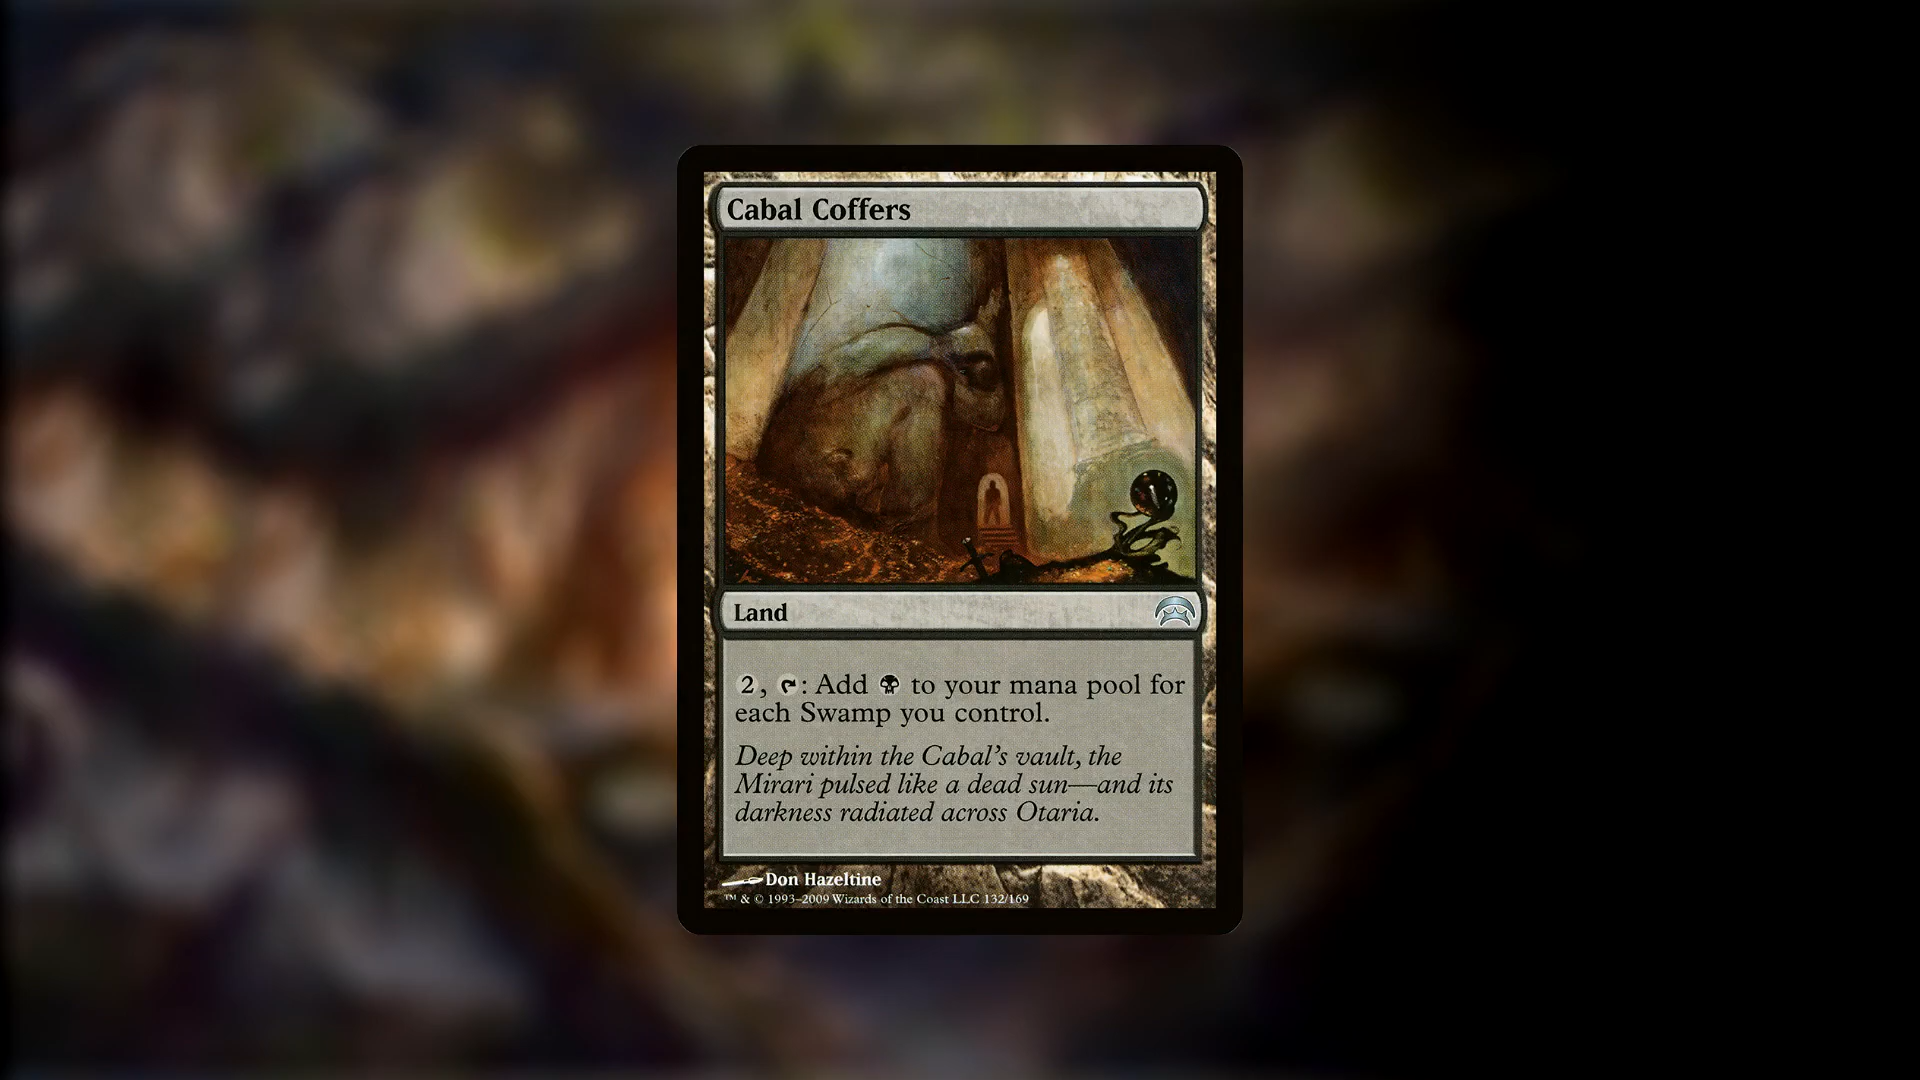 Cabal Coffers
Land
2, : Add to your mana pool for
each Swamp you control.
Deep within the Cabal's vault, the
Mirari pulsed like a dead sun—and its
darkness radiated across Otaria.
Don Hazeltine
™ & © 1993–2009 Wizards of the Coast LLC 132/169